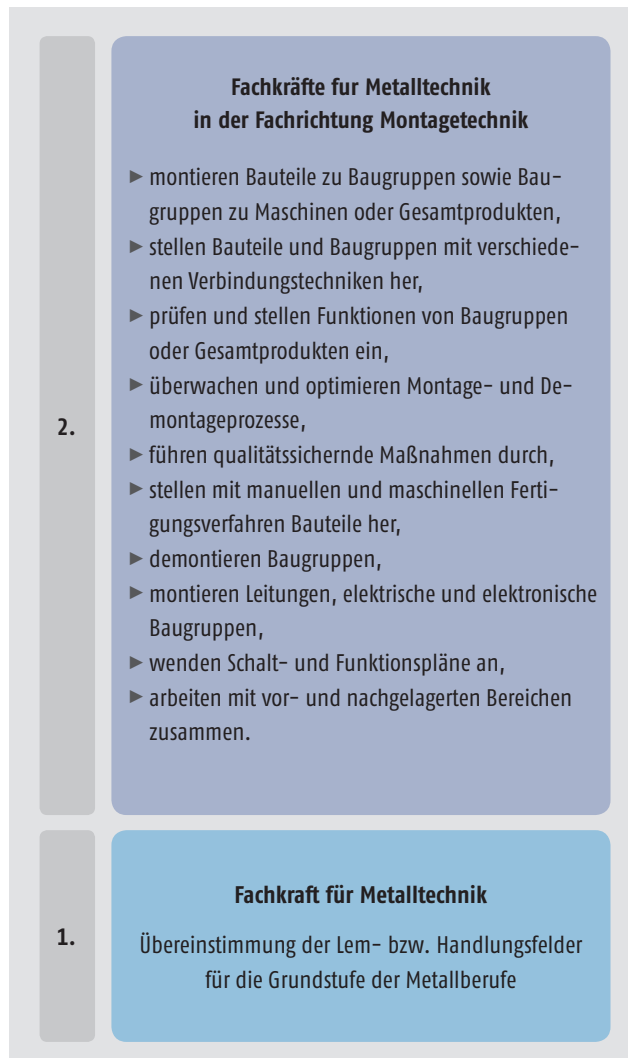 2.
Fachkräfte fur Metalltechnik
in der Fachrichtung Montagetechnik
▶ montieren Bauteile zu Baugruppen sowie Bau-
gruppen zu Maschinen oder Gesamtprodukten,
▶ stellen Bauteile und Baugruppen mit verschiede-
nen Verbindungstechniken her,
▶ prüfen und stellen Funktionen von Baugruppen
oder Gesamtprodukten ein,
▶ überwachen und optimieren Montage- und De-
montageprozesse,
▶ führen qualitätssichernde Maßnahmen durch,
▶ stellen mit manuellen und maschinellen Ferti-
gungsverfahren Bauteile her,
▶ demontieren Baugruppen,
▶ montieren Leitungen, elektrische und elektronische
Baugruppen,
▶ wenden Schalt- und Funktionspläne an,
▶ arbeiten mit vor- und nachgelagerten Bereichen
zusammen.
1.
Fachkraft für Metalltechnik
Übereinstimmung der Lem- bzw. Handlungsfelder
für die Grundstufe der Metallberufe